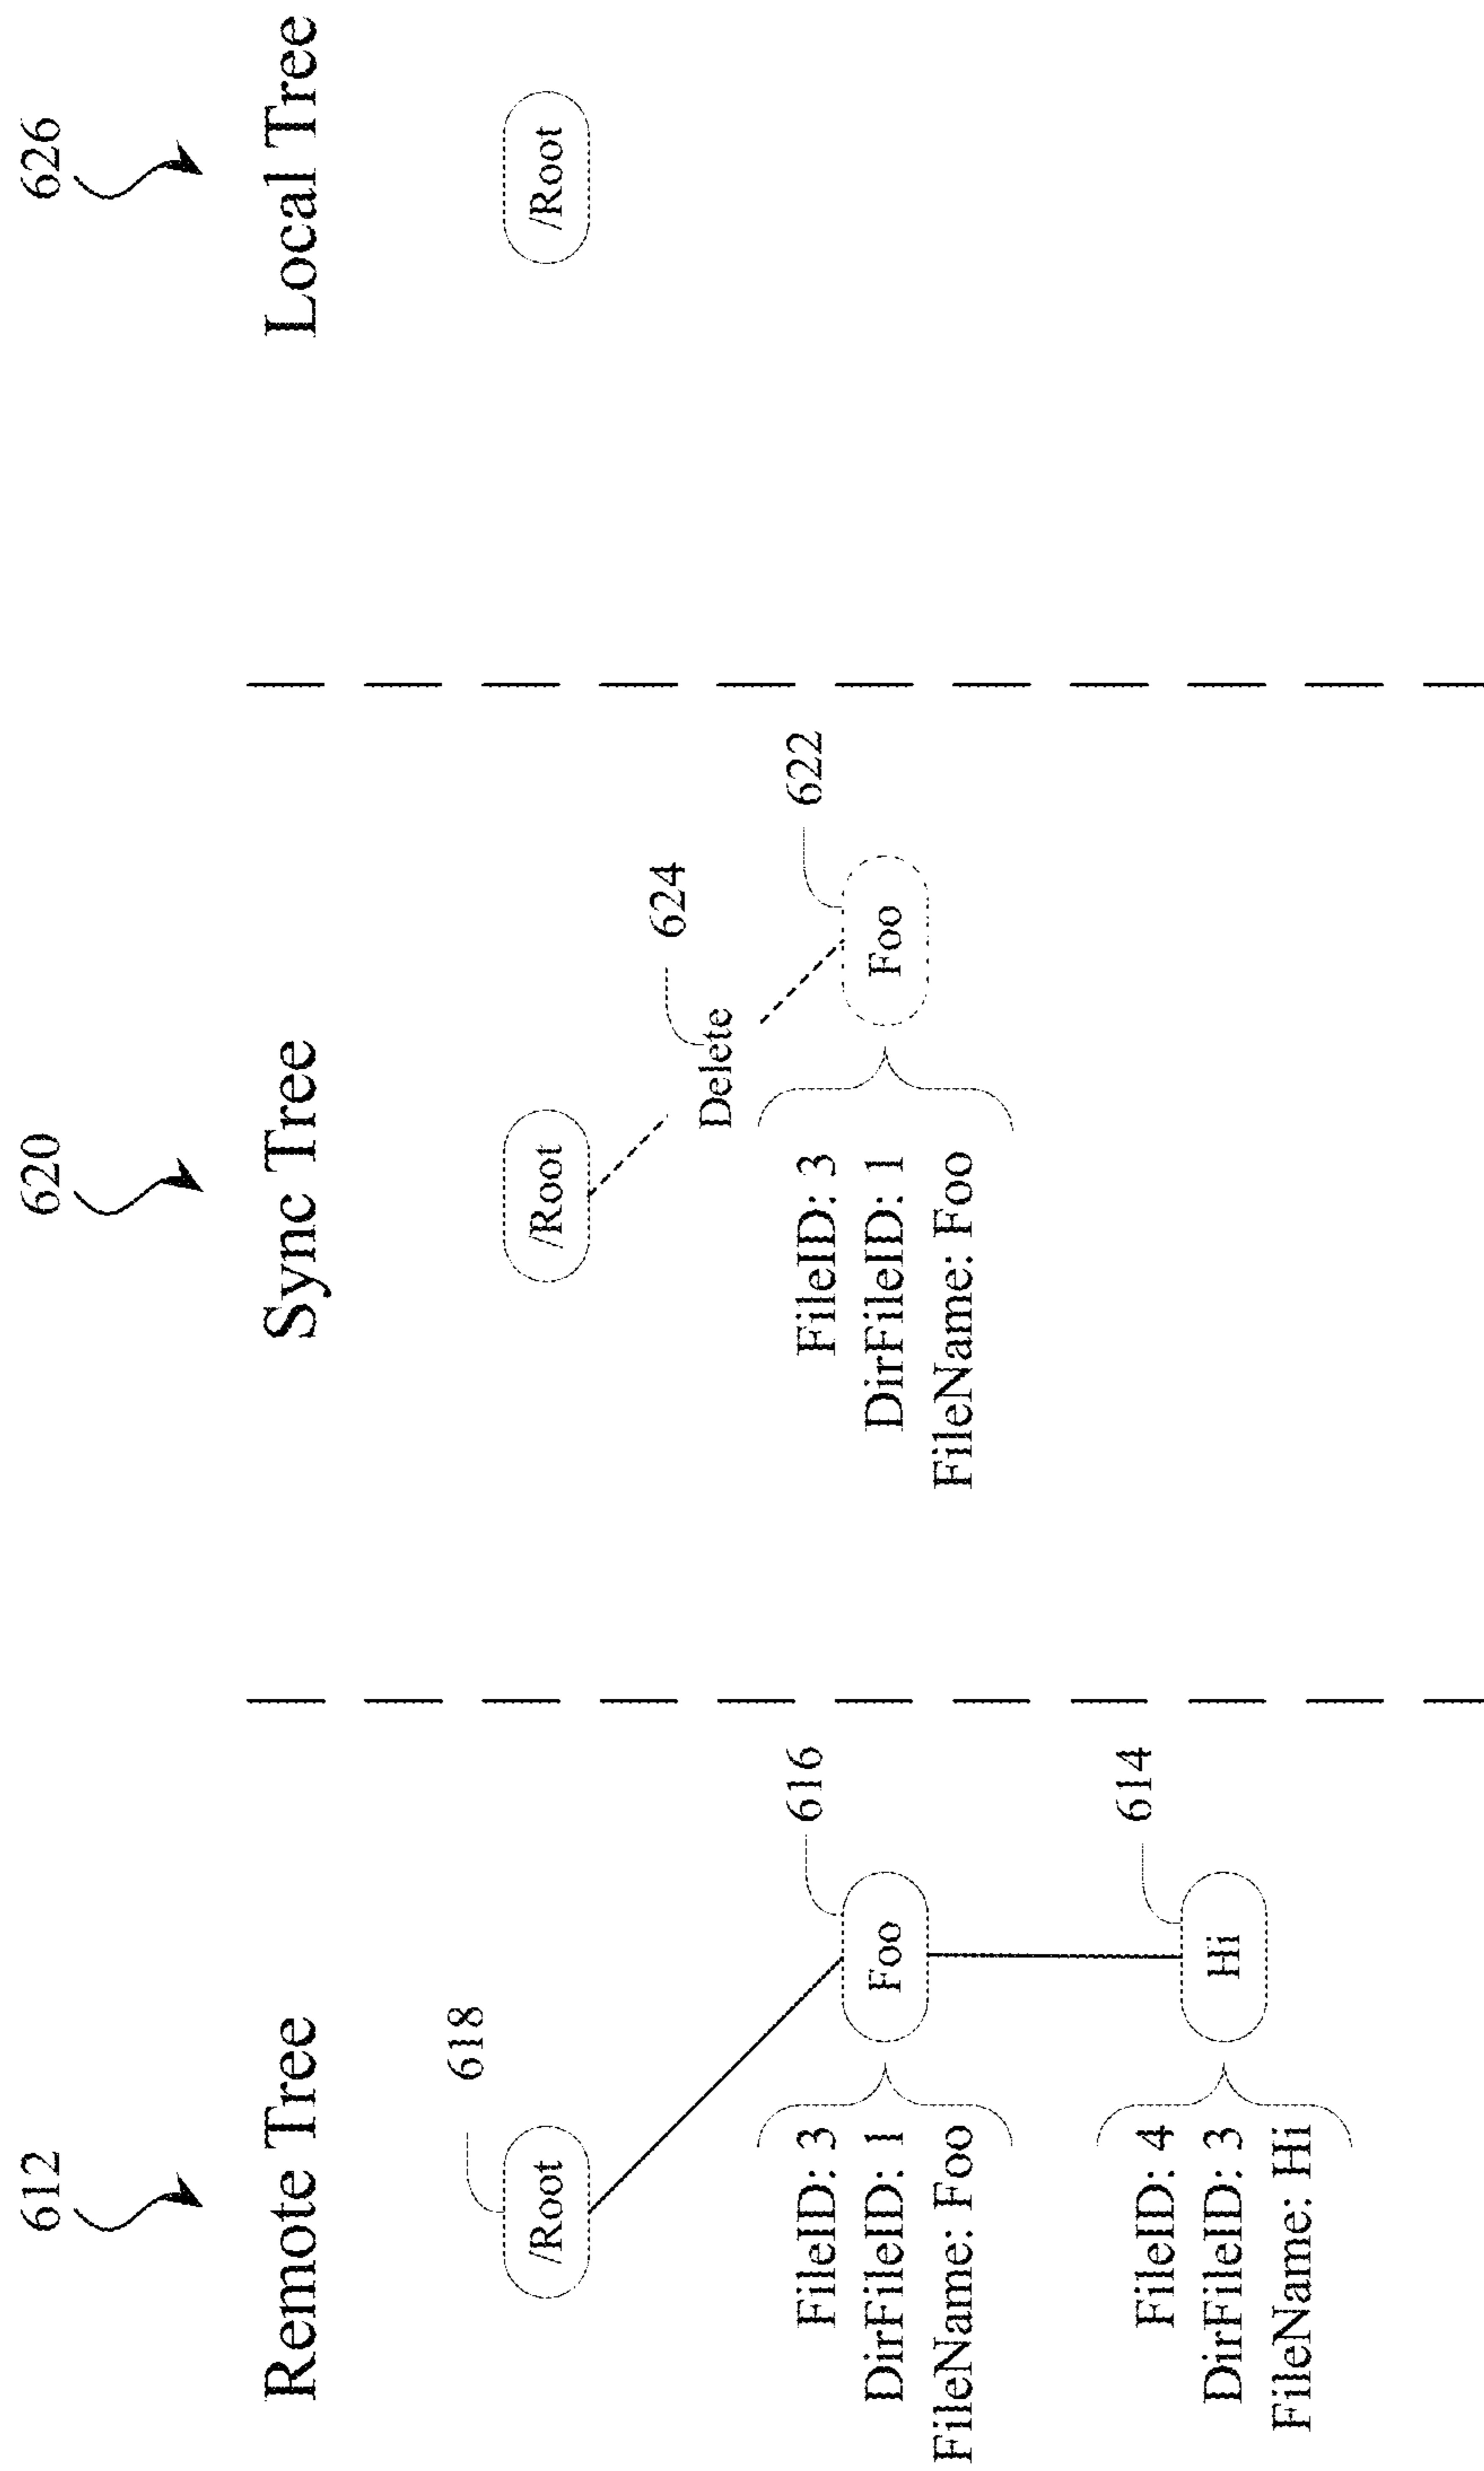 612
Remote Tree
618
/Root
616
Foo
FileID: 3
DirFileID: 1
FileName: Foo
614
Hi
FileID: 4
DirFileID: 3
FileName: Hi
620
Sync Tree
/Root
624
Delete
622
Foo
FileID: 3
DirFileID: 1
FileName: Foo
626
Local Tree
/Root